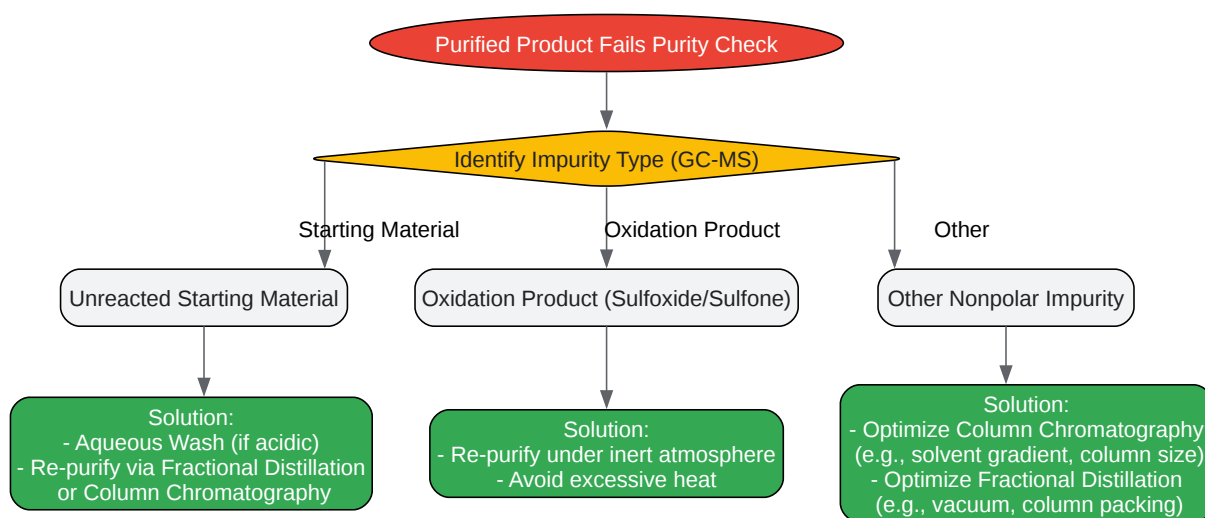 Purified Product Fails Purity Check
Identify Impurity Type (GC-MS)
Starting Material
Oxidation Product
Other
Unreacted Starting Material
Oxidation Product (Sulfoxide/Sulfone)
Other Nonpolar Impurity
Solution:
- Aqueous Wash (if acidic)
- Re-purify via Fractional Distillation
or Column Chromatography
Solution:
- Re-purify under inert atmosphere
- Avoid excessive heat
Solution:
- Optimize Column Chromatography
(e.g., solvent gradient, column size)
- Optimize Fractional Distillation
(e.g., vacuum, column packing)